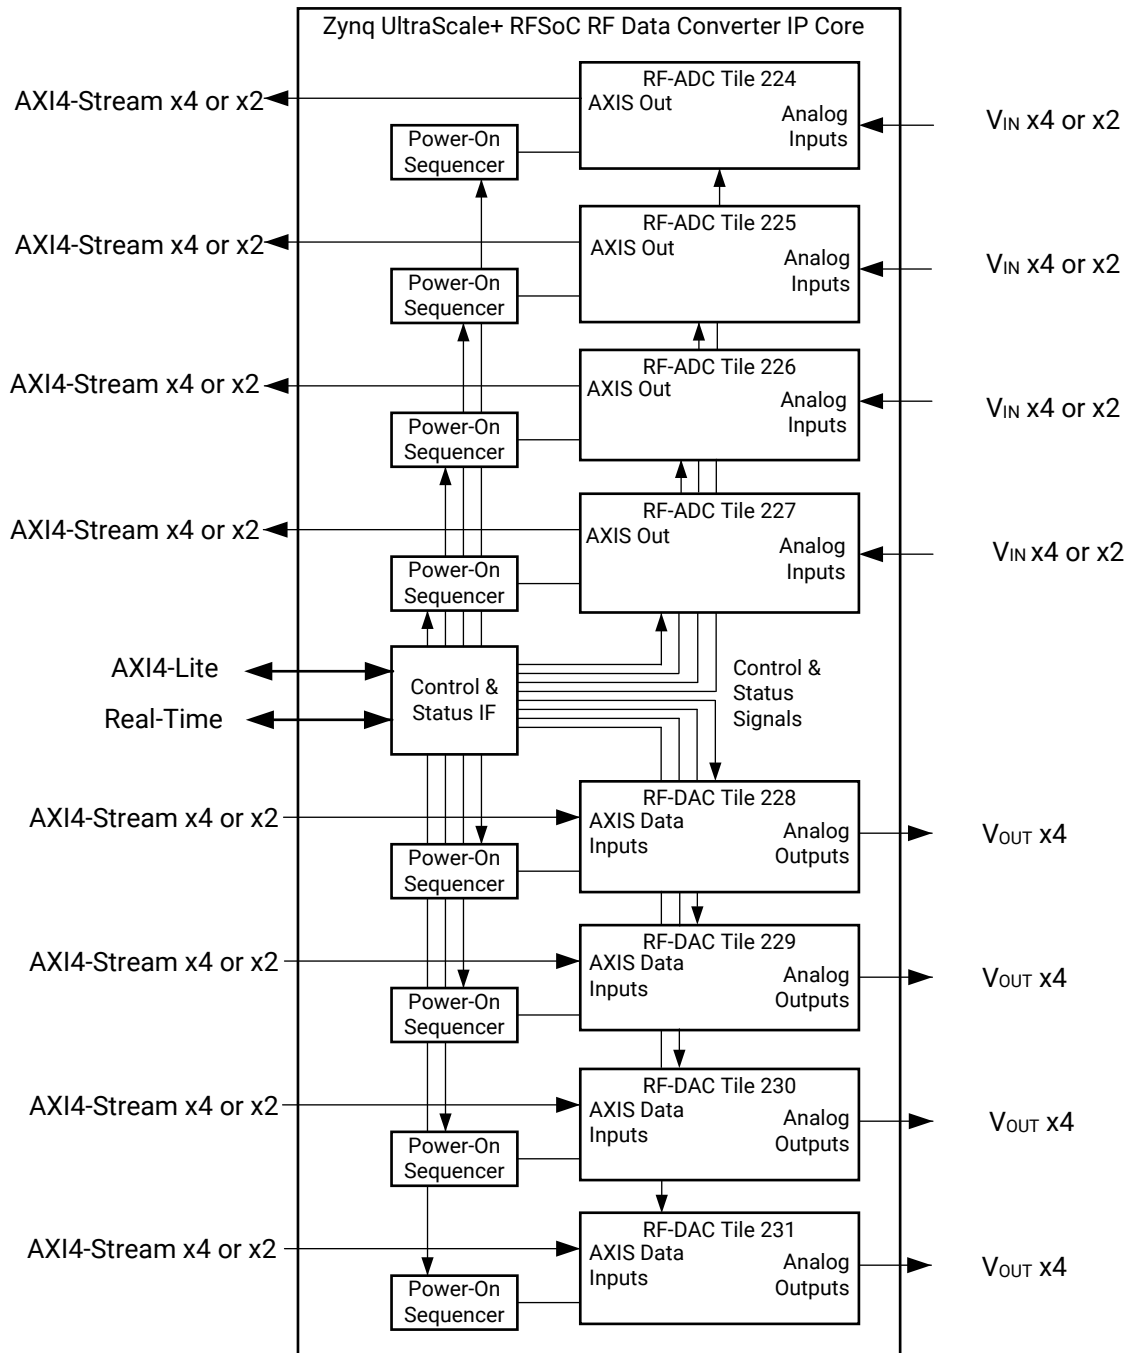 Zynq UltraScale+ RFSoC RF Data Converter IP Core
RF-ADC Tile 224
AXI4-Stream x4 or x2
AXIS Out
Analog
Inputs
VIN x4 or x2
Power-On
Sequencer
RF-ADC Tile 225
AXI4-Stream x4 or x2
AXIS Out
Analog
Inputs
VIN x4 or x2
Power-On
Sequencer
RF-ADC Tile 226
AXI4-Stream x4 or x2
AXIS Out
Analog
Inputs
VIN x4 or x2
Power-On
Sequencer
RF-ADC Tile 227
AXI4-Stream x4 or x2
AXIS Out
Analog
Inputs
VIN x4 or x2
Power-On
Sequencer
AXI4-Lite
Real-Time
Control &
Status IF
Control &
Status
Signals
RF-DAC Tile 228
AXI4-Stream x4 or x2
AXIS Data
Inputs
Analog
Outputs
VOUT x4
Power-On
Sequencer
RF-DAC Tile 229
AXI4-Stream x4 or x2
AXIS Data
Inputs
Analog
Outputs
VOUT x4
Power-On
Sequencer
RF-DAC Tile 230
AXI4-Stream x4 or x2
AXIS Data
Inputs
Analog
Outputs
VOUT x4
Power-On
Sequencer
RF-DAC Tile 231
AXI4-Stream x4 or x2
AXIS Data
Inputs
Analog
Outputs
VOUT x4
Power-On
Sequencer